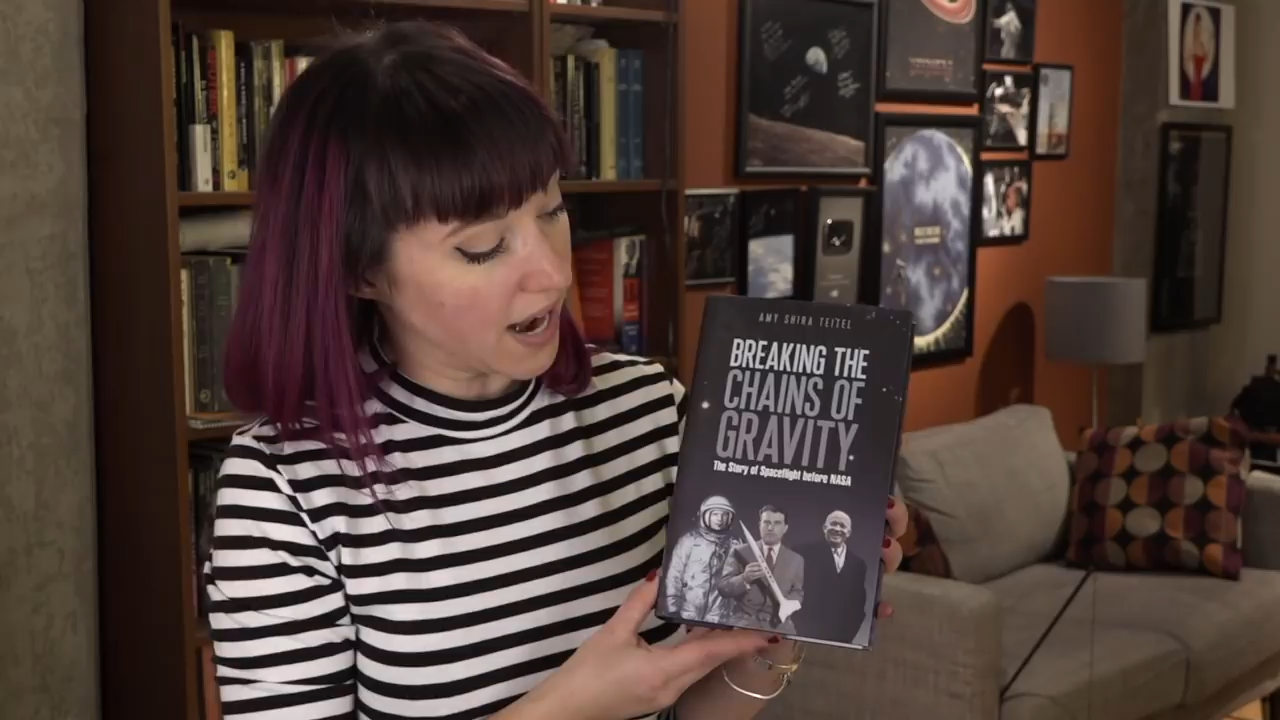 AMY SHIRA TEITEL
BREAKING THE
CHAINS OF
GRAVITY
The Story of Spaceflight before NASA